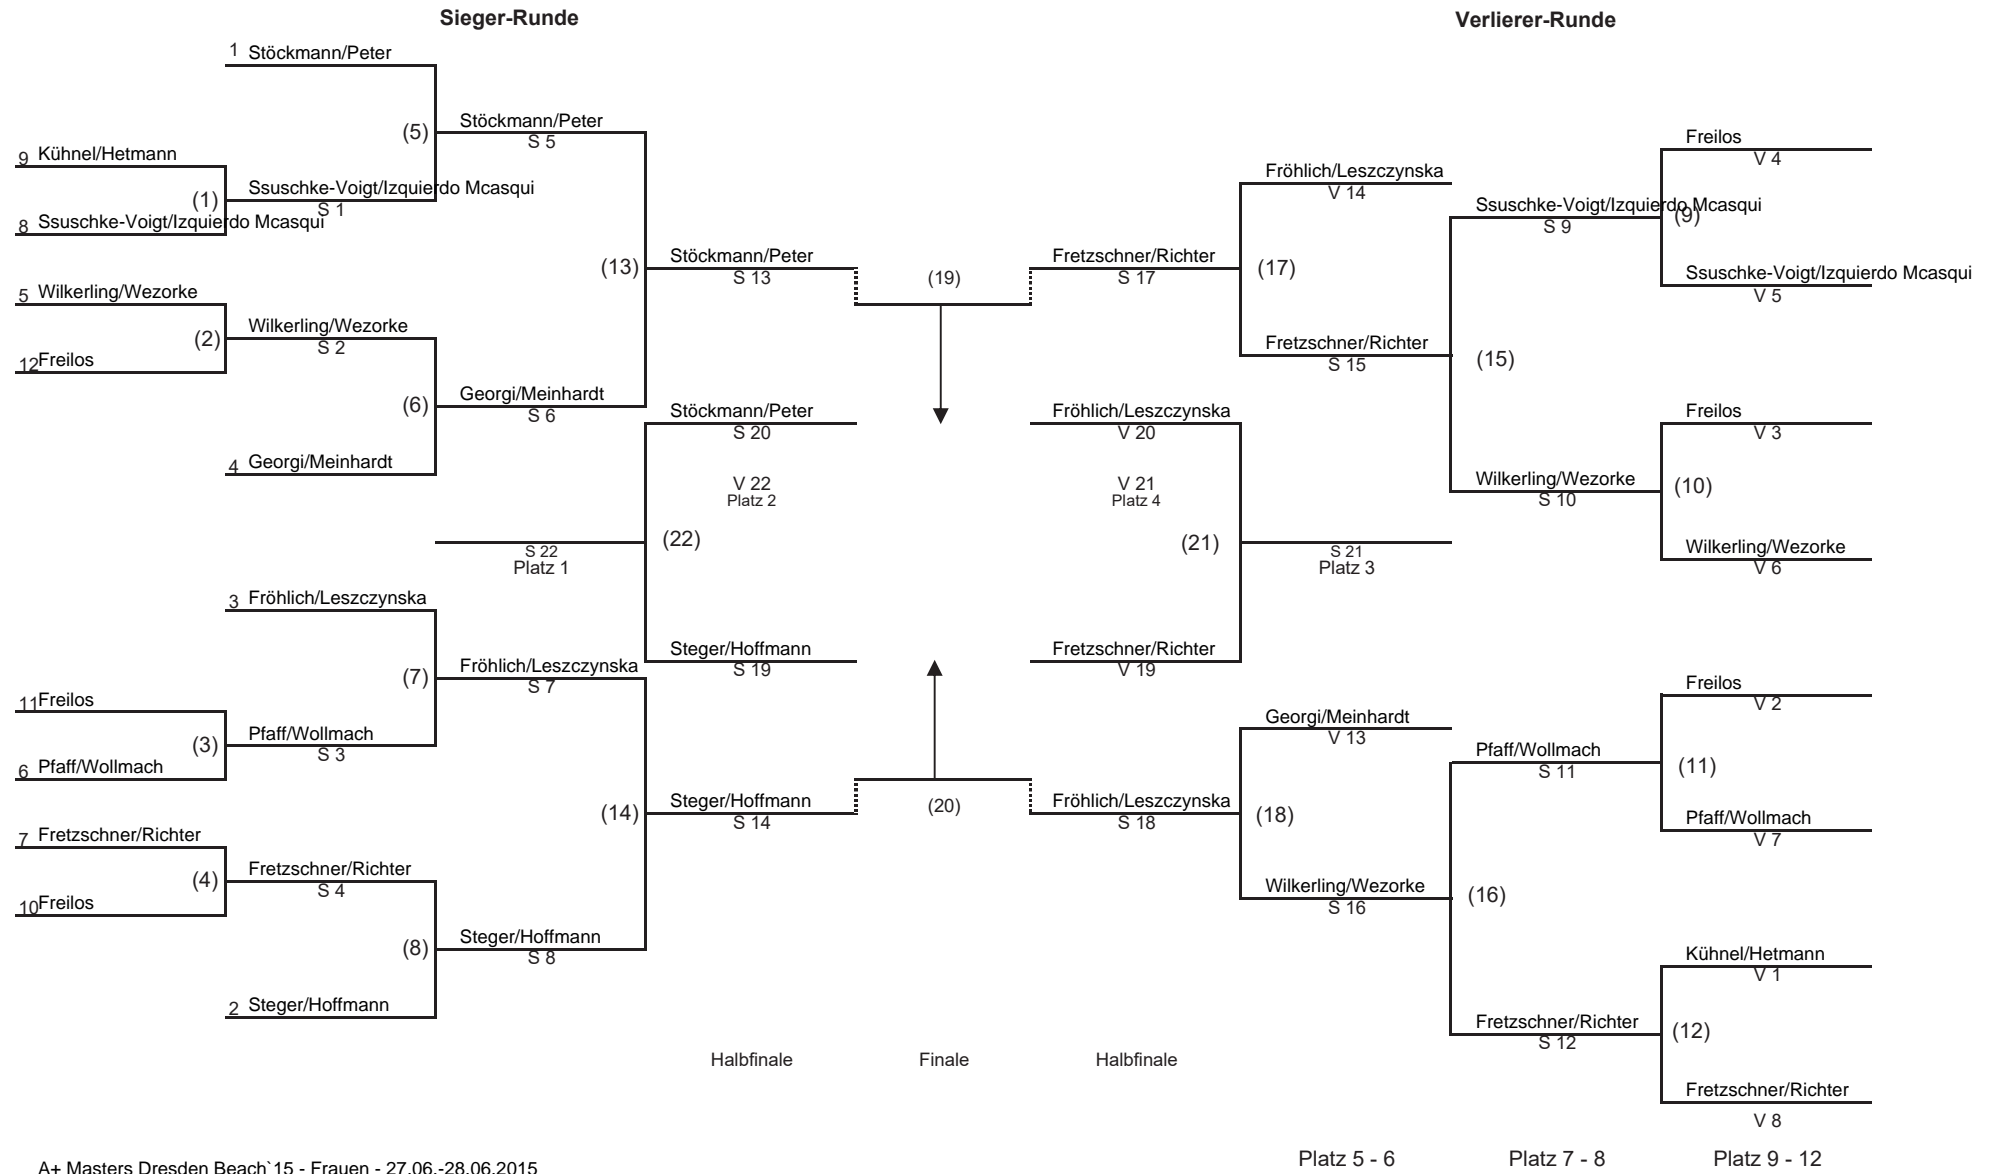 Sieger-Runde
Verlierer-Runde
1 Stöckmann/Peter
(5)
Stöckmann/Peter
S 5
9 Kühnel/Hetmann
(1)
Ssuschke-Voigt/Izquierdo Mcasqui
S 1
8 Ssuschke-Voigt/Izquierdo Mcasqui
(13)
Stöckmann/Peter
S 13
5 Wilkerling/Wezorke
(2)
Wilkerling/Wezorke
S 2
12 Freilos
(6)
Georgi/Meinhardt
S 6
4 Georgi/Meinhardt
Stöckmann/Peter
S 20
V 22
Platz 2
(22)
S 22
Platz 1
3 Fröhlich/Leszczynska
(7)
Fröhlich/Leszczynska
S 7
Steger/Hoffmann
S 19
11 Freilos
(3)
Pfaff/Wollmach
S 3
6 Pfaff/Wollmach
(14)
Steger/Hoffmann
S 14
7 Fretzschner/Richter
(4)
Fretzschner/Richter
S 4
10 Freilos
(8)
Steger/Hoffmann
S 8
2 Steger/Hoffmann
(19)
(20)
Fretzschner/Richter
S 17
(17)
Fröhlich/Leszczynska
V 14
Fretzschner/Richter
S 15
Ssuschke-Voigt/Izquierdo Mcasqui
S 9
(9)
Freilos
V 4
Ssuschke-Voigt/Izquierdo Mcasqui
V 5
(15)
Fröhlich/Leszczynska
V 20
V 21
Platz 4
(21)
S 21
Platz 3
Wilkerling/Wezorke
S 10
(10)
Freilos
V 3
Wilkerling/Wezorke
V 6
Fretzschner/Richter
V 19
Georgi/Meinhardt
V 13
Fröhlich/Leszczynska
S 18
(18)
Wilkerling/Wezorke
S 16
(16)
Pfaff/Wollmach
S 11
(11)
Freilos
V 2
Pfaff/Wollmach
V 7
Fretzschner/Richter
S 12
(12)
Kühnel/Hetmann
V 1
Fretzschner/Richter
V 8
Halbfinale
Finale
Halbfinale
Platz 5 - 6
Platz 7 - 8
Platz 9 - 12
A+ Masters Dresden Beach`15 - Frauen - 27.06.-28.06.2015